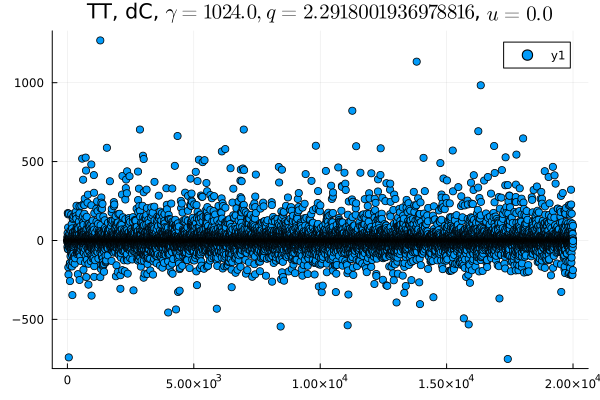 TT, dC, γ = 1024.0, q = 2.2918001936978816, u = 0.0
y1
1000
500
0
−500
0 5.00×10³ 1.00×10⁴ 1.50×10⁴ 2.00×10⁴